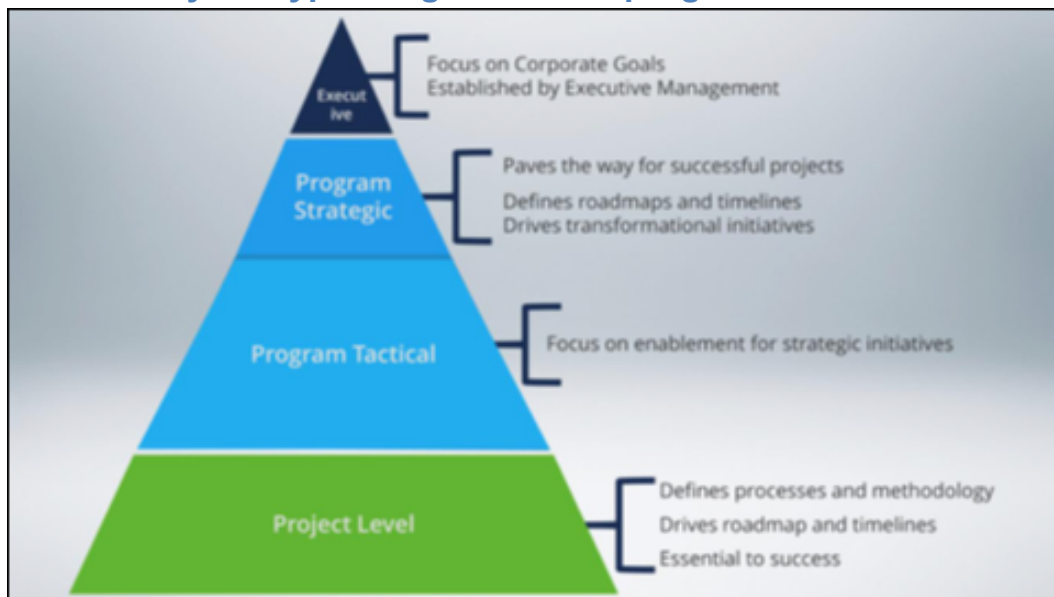 Execut
ive
Focus on Corporate Goals
Established by Executive Management
Program
Strategic
Paves the way for successful projects
Defines roadmaps and timelines
Drives transformational initiatives
Program Tactical
Focus on enablement for strategic initiatives
Project Level
Defines processes and methodology
Drives roadmap and timelines
Essential to success